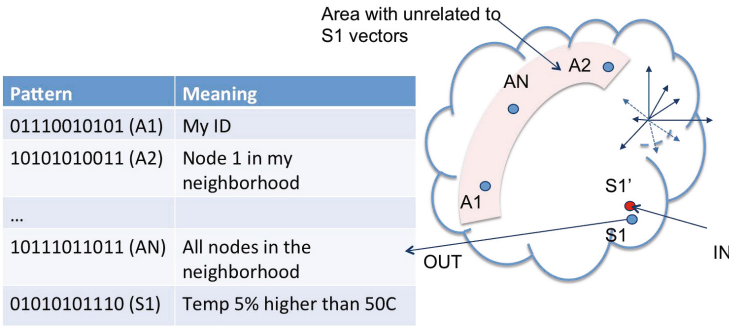 Area with unrelated to
S1 vectors
Pattern Meaning
01110010101 (A1) My ID
10101010011 (A2) Node 1 in my
neighborhood
...
10111011011 (AN) All nodes in the
neighborhood
01010101110 (S1) Temp 5% higher than 50C
A2
AN
A1
S1'
S1
OUT
IN